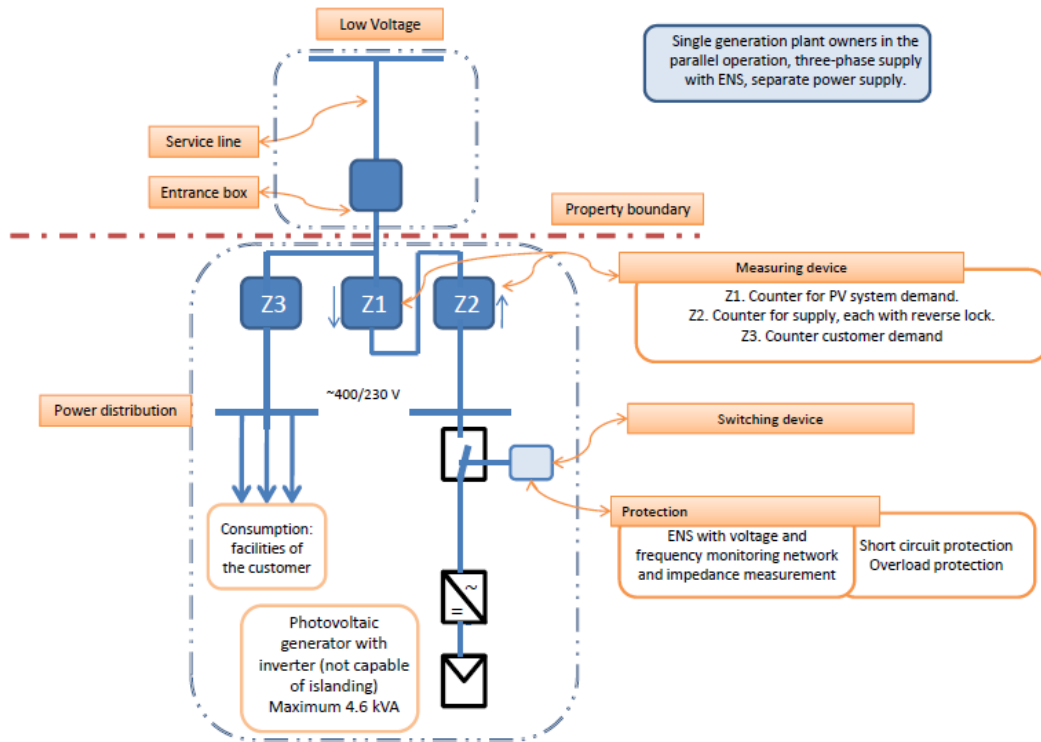 Low Voltage
Single generation plant owners in the
parallel operation, three-phase supply
with ENS, separate power supply.
Service line
Entrance box
Property boundary
Measuring device
Z1. Counter for PV system demand.
Z2. Counter for supply, each with reverse lock.
Z3. Counter customer demand
Z3
Z1
Z2
Power distribution
~400/230 V
Switching device
Consumption:
facilities of
the customer
Protection
ENS with voltage and
frequency monitoring network
and impedance measurement
Short circuit protection
Overload protection
~
=
Photovoltaic
generator with
inverter (not capable
of islanding)
Maximum 4.6 kVA